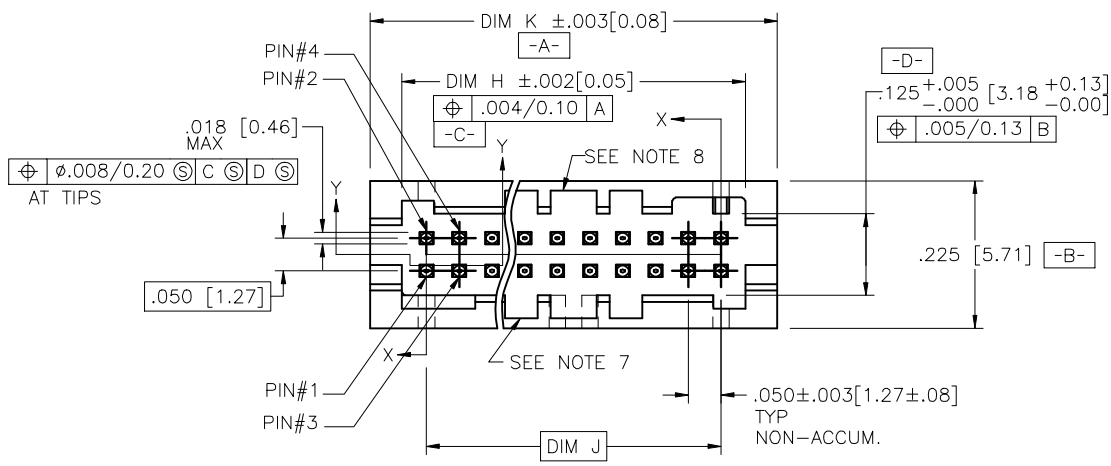 DIM K ±.003[0.08]
-A-
PIN#4
PIN#2
DIM H ±.002[0.05]
⌖ .004/0.10 A
-C-
-D-
.125 +.005 -.000 [3.18 +0.13 -0.00]
⌖ .005/0.13 B
X
.018 [0.46]
MAX
⌖ ø.008/0.20 Ⓢ C Ⓢ D Ⓢ
AT TIPS
Y
Y
SEE NOTE 8
.225 [5.71] -B-
.050 [1.27]
X
SEE NOTE 7
PIN#1
PIN#3
.050±.003[1.27±.08]
TYP
NON-ACCUM.
DIM J